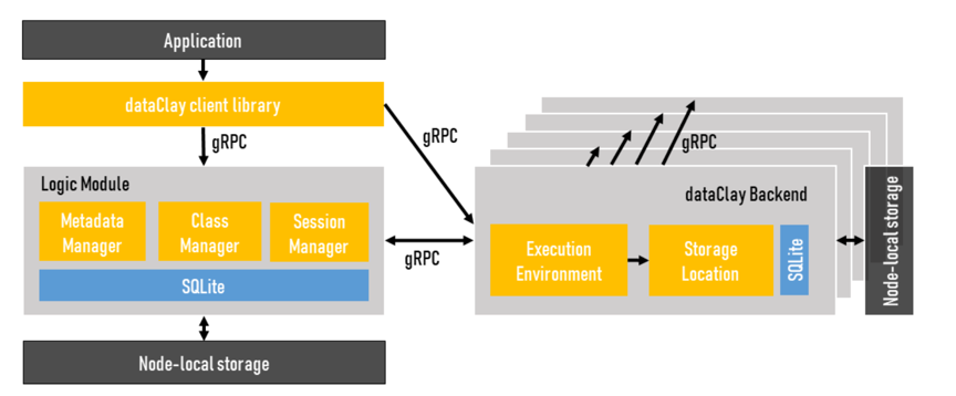 Application
dataClay client library
gRPC
gRPC
gRPC
Logic Module
dataClay Backend
Metadata
Manager
Class
Manager
Session
Manager
SQLite
gRPC
Execution
Environment
Storage
Location
SQLite
Node-local storage
Node-local storage